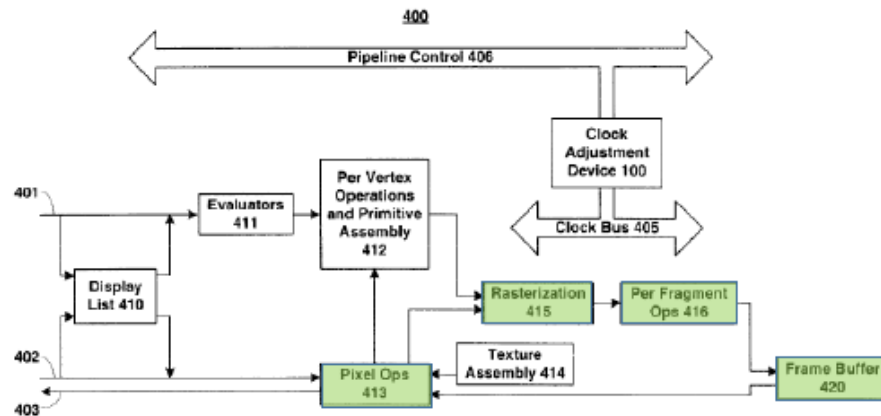 400
Pipeline Control 406
Clock
Adjustment
Device 100
Clock Bus 405
401
Evaluators
411
Per Vertex
Operations
and Primitive
Assembly
412
Display
List 410
Rasterization
415
Per Fragment
Ops 416
402
403
Pixel Ops
413
Texture
Assembly 414
Frame Buffer
420